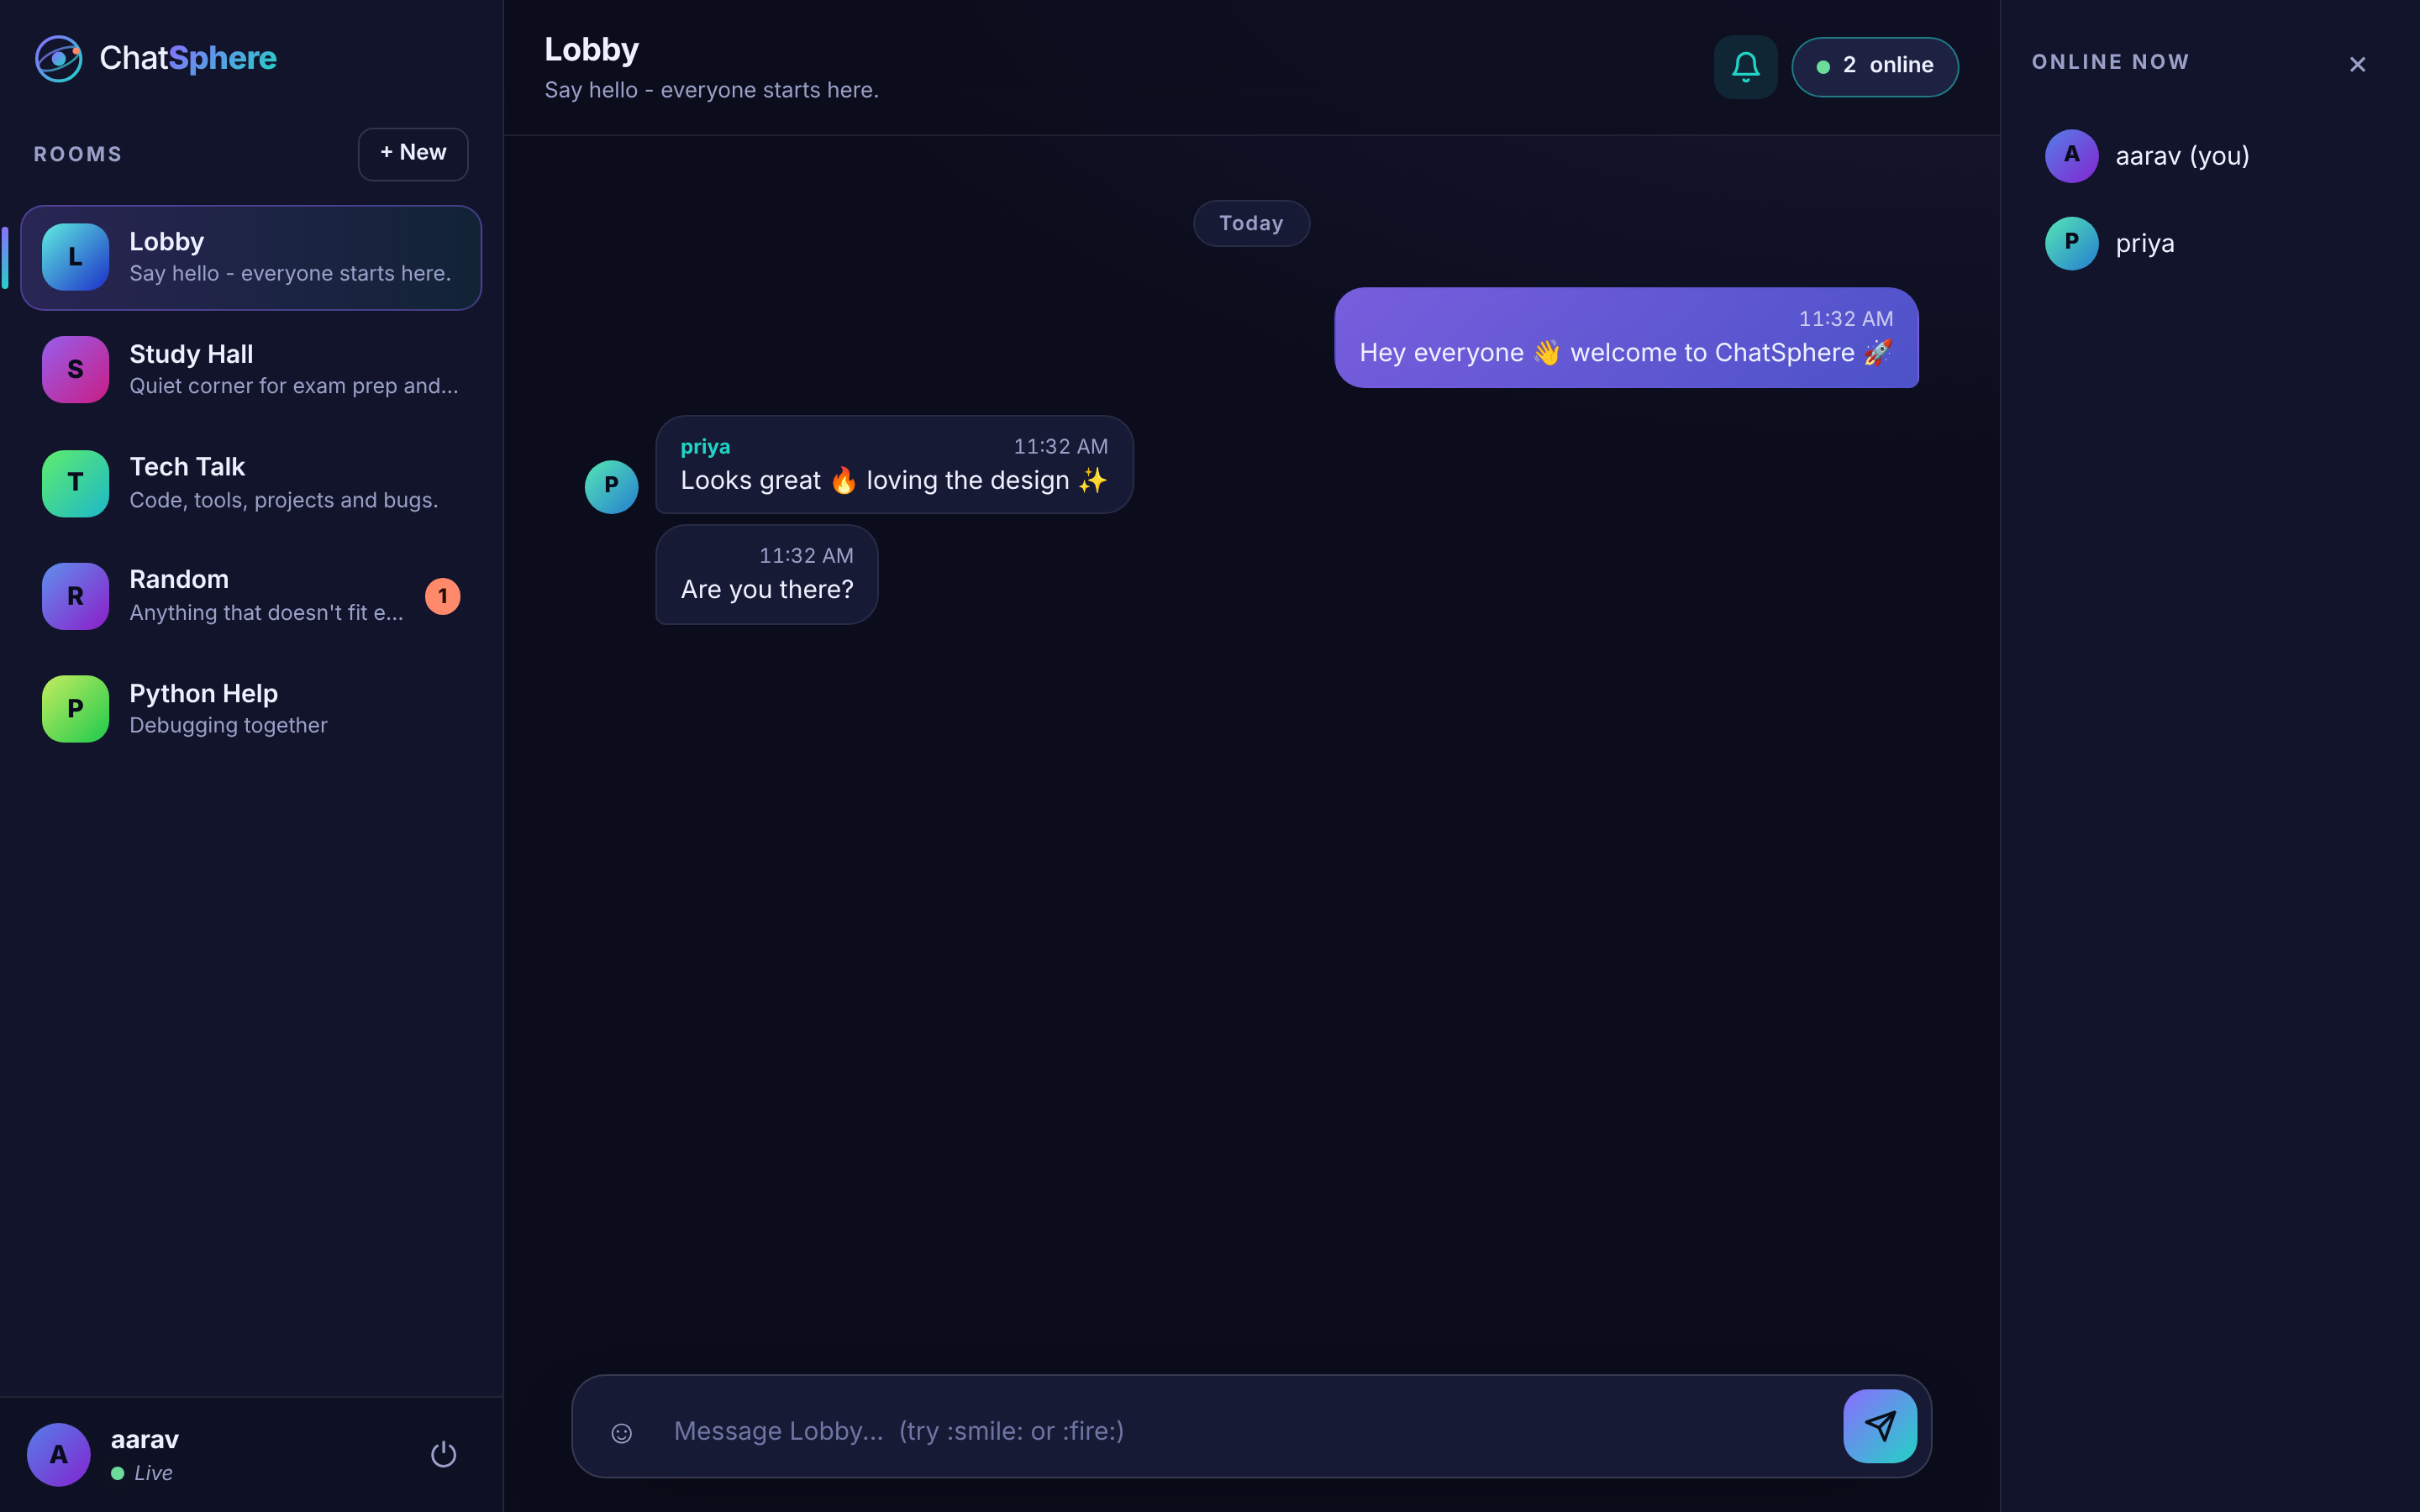 ChatSphere
ROOMS
+ New
L
Lobby
Say hello - everyone starts here.
S
Study Hall
Quiet corner for exam prep and...
T
Tech Talk
Code, tools, projects and bugs.
R
Random
Anything that doesn't fit e...
1
P
Python Help
Debugging together
A
aarav
Live
Lobby
Say hello - everyone starts here.
2 online
Today
11:32 AM
Hey everyone 👋 welcome to ChatSphere 🚀
priya 11:32 AM
P
Looks great 🔥 loving the design ✨
11:32 AM
Are you there?
Message Lobby... (try :smile: or :fire:)
ONLINE NOW
A
aarav (you)
P
priya